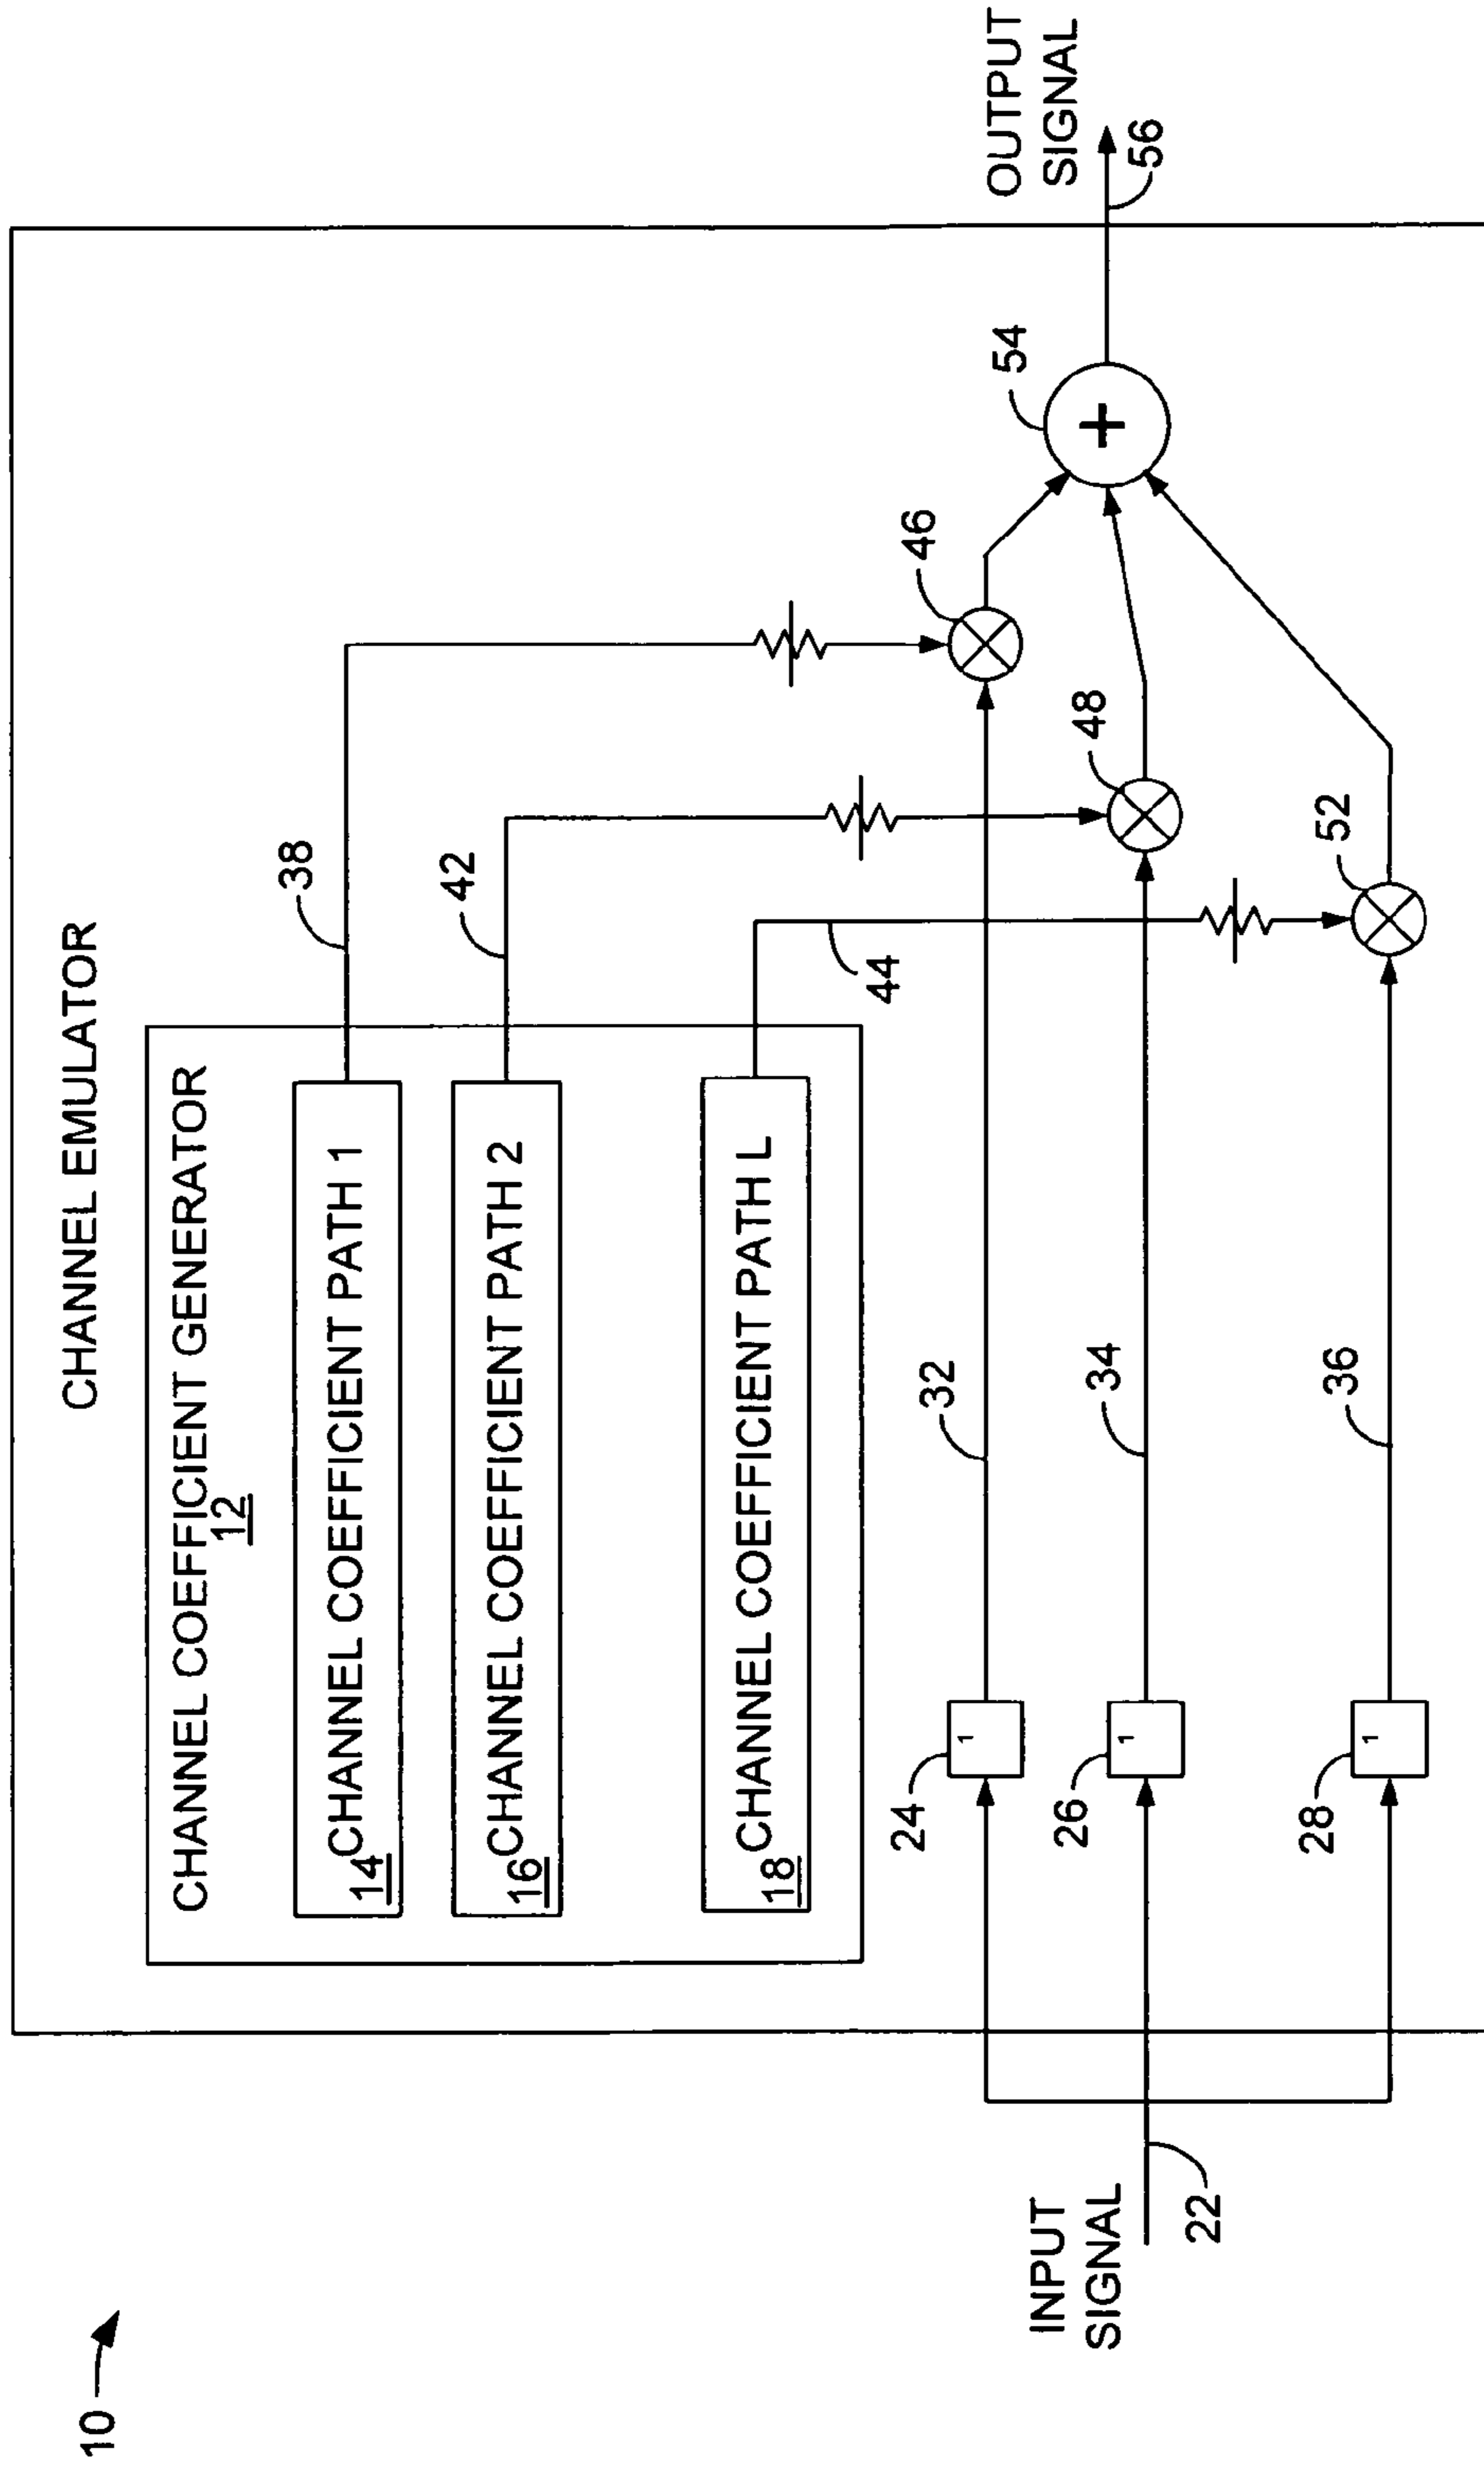 10
CHANNEL EMULATOR
CHANNEL COEFFICIENT GENERATOR
12
CHANNEL COEFFICIENT PATH 1
14
38
CHANNEL COEFFICIENT PATH 2
16
42
CHANNEL COEFFICIENT PATH L
18
44
24
1
32
46
26
1
34
48
28
1
36
52
54
+
INPUT
SIGNAL
22
OUTPUT
SIGNAL
56